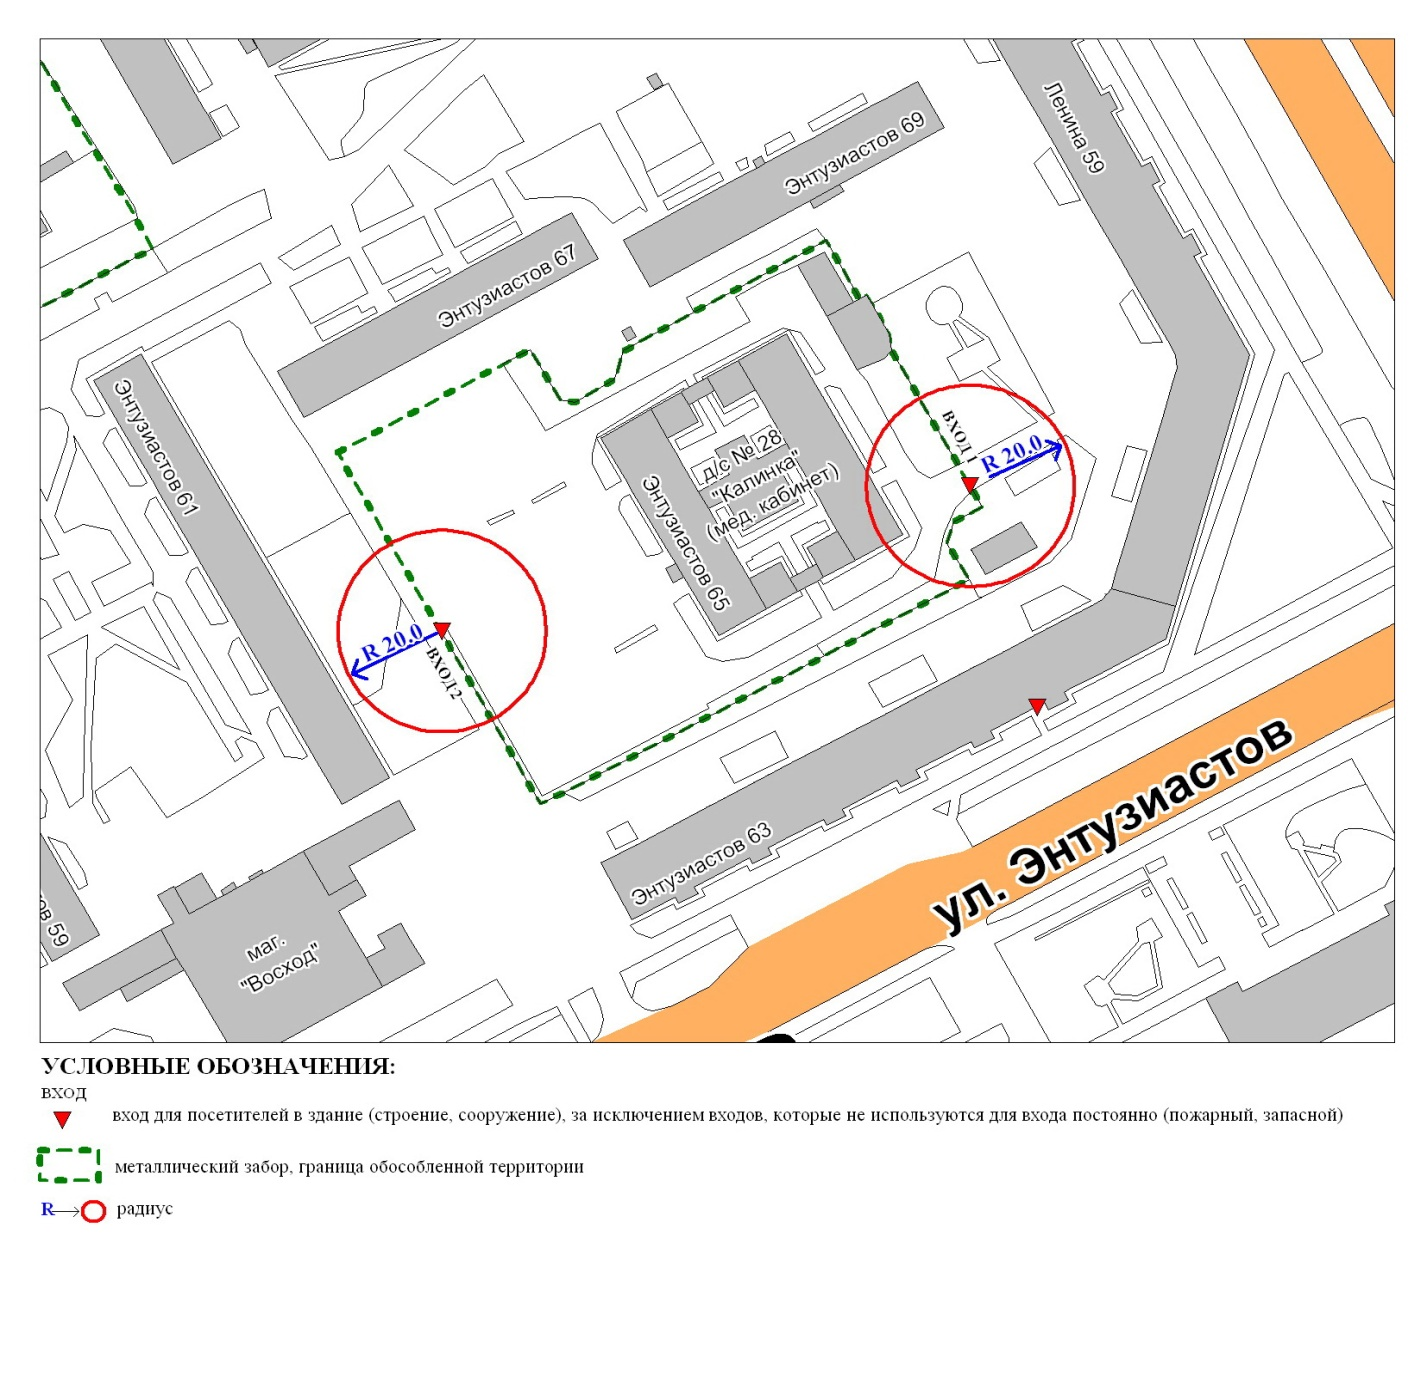 Ленина 59
Энтузиастов 69
Энтузиастов 67
Энтузиастов 61
д/с № 28
"Калинка"
(мед. кабинет)
Энтузиастов 65
ВХОД 1
R 20.0
R 20.0
ВХОД 2
Энтузиастов 63
ул. Энтузиастов
ов 59
маг.
"Восход"
УСЛОВНЫЕ ОБОЗНАЧЕНИЯ:
ВХОД
вход для посетителей в здание (строение, сооружение), за исключением входов, которые не используются для входа постоянно (пожарный, запасной)
металлический забор, граница обособленной территории
R радиус